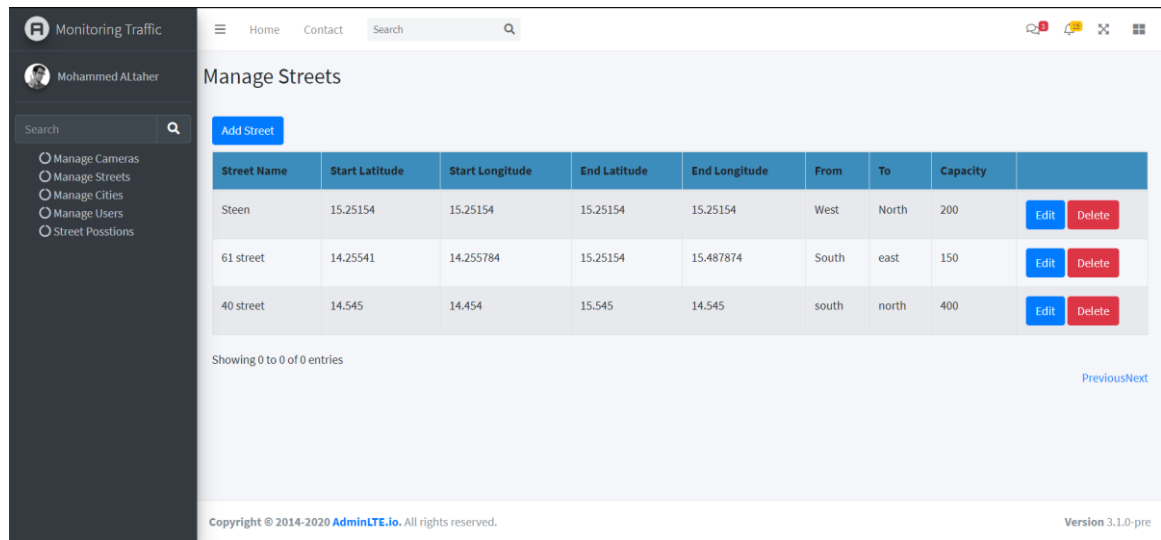 Monitoring Traffic
Home Contact Search
3
15
Mohammed ALtaher
Search
Manage Cameras
Manage Streets
Manage Cities
Manage Users
Street Posstions
Manage Streets
Add Street
Street Name Start Latitude Start Longitude End Latitude End Longitude From To Capacity
Steen 15.25154 15.25154 15.25154 15.25154 West North 200 Edit Delete
61 street 14.25541 14.255784 15.25154 15.487874 South east 150 Edit Delete
40 street 14.545 14.454 15.545 14.545 south north 400 Edit Delete
Showing 0 to 0 of 0 entries
PreviousNext
Copyright © 2014-2020 AdminLTE.io. All rights reserved. Version 3.1.0-pre